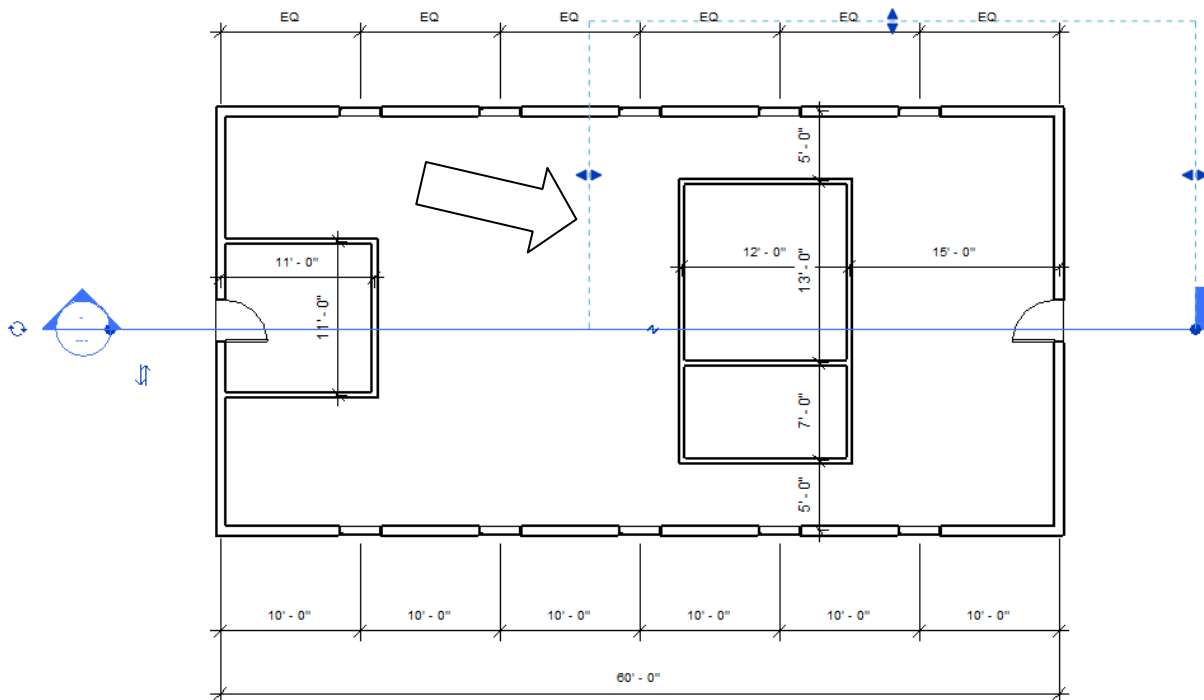 EQ EQ EQ EQ EQ EQ
5' - 0"
11' - 0" 12' - 0" 13' - 0" 15' - 0"
11' - 0"
-
---
7' - 0"
5' - 0"
10' - 0" 10' - 0" 10' - 0" 10' - 0" 10' - 0" 10' - 0"
60' - 0"